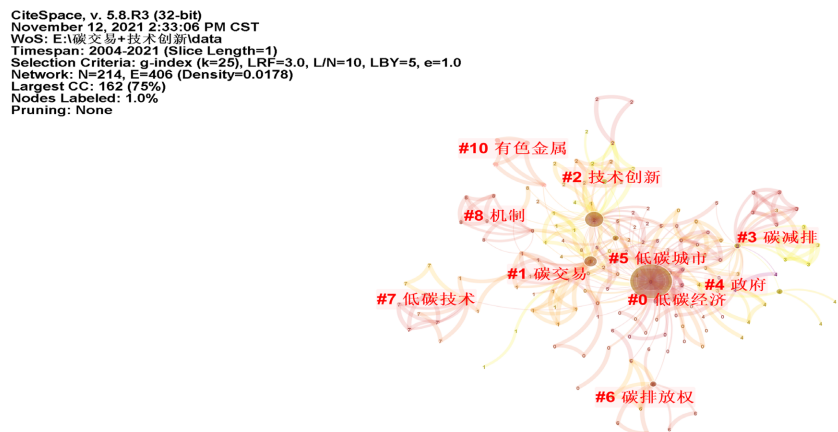 CiteSpace, v. 5.8.R3 (32-bit)
November 12, 2021 2:33:06 PM CST
WoS: E:\碳交易+技术创新\data
Timespan: 2004-2021 (Slice Length=1)
Selection Criteria: g-index (k=25), LRF=3.0, L/N=10, LBY=5, e=1.0
Network: N=214, E=406 (Density=0.0178)
Largest CC: 162 (75%)
Nodes Labeled: 1.0%
Pruning: None
#10 有色金属
#2 技术创新
#8 机制
#3 碳减排
#5 低碳城市
#1 碳交易
#4 政府
#7 低碳技术
#0 低碳经济
#6 碳排放权